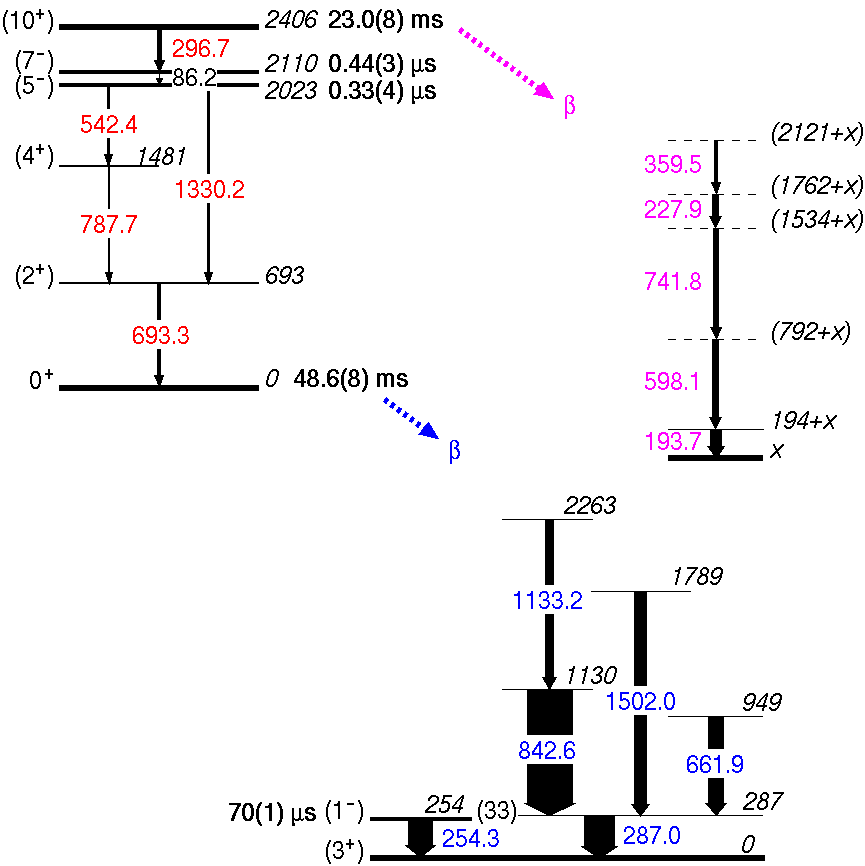 (10⁺) 2406 23.0(8) ms
296.7
(7⁻) 2110 0.44(3) μs
86.2
(5⁻) 2023 0.33(4) μs
542.4
(4⁺) 1481
1330.2
787.7
(2⁺) 693
693.3
0⁺ 0 48.6(8) ms
β
β
(2121+x)
359.5
(1762+x)
227.9
(1534+x)
741.8
(792+x)
598.1
194+x
193.7
x
2263
1133.2
1789
1130
1502.0
949
842.6
661.9
70(1) μs (1⁻) 254 (33) 287
254.3 287.0
(3⁺) 0